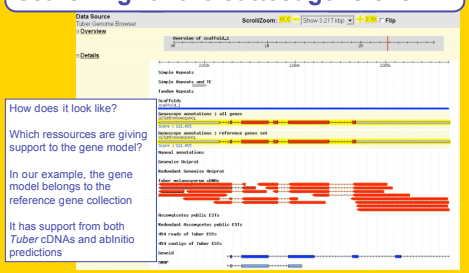 Data Source
Tuber Genome Browser
Scroll/Zoom:
Show 3.217 kbp
Flip
Overview
Overview of scaffold_1
Details
Simple Repeats
Simple Repeats and TE
Tandem Repeats
Scaffolds
scaffold_1
Genoscope annotations : all genes
Genoscope annotations : reference genes set
Manual annotations
Genewise Uniprot
Redundant Genewise Uniprot
Tuber melanosporum cDNAs
Ascomycetes public ESTs
Redundant Ascomycetes public ESTs
454 reads of Tuber ESTs
454 contigs of Tuber ESTs
Geneid
SNAP
How does it look like?
Which ressources are giving
support to the gene model?
In our example, the gene
model belongs to the
reference gene collection
It has support from both
Tuber cDNAs and abInitio
predictions